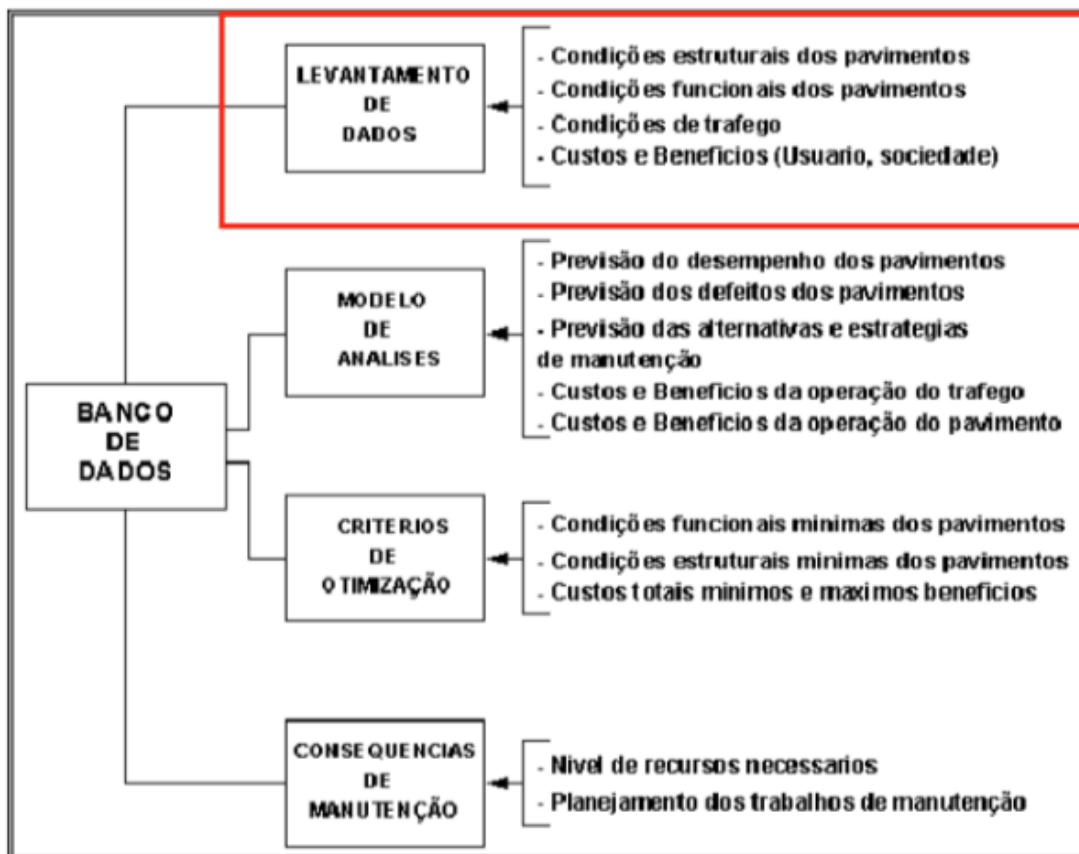 LEVANTAMENTO
DE
DADOS
- Condições estruturais dos pavimentos
- Condições funcionais dos pavimentos
- Condições de trafego
- Custos e Beneficios (Usuario, sociedade)
MODELO
DE
ANALISES
- Previsão do desempenho dos pavimentos
- Previsão dos defeitos dos pavimentos
- Previsão das alternativas e estrategias
de manutenção
- Custos e Beneficios da operação do trafego
- Custos e Beneficios da operação do pavimento
BANCO
DE
DADOS
CRITERIOS
DE
OTIMIZAÇÃO
- Condições funcionais minimas dos pavimentos
- Condições estruturais minimas dos pavimentos
- Custos totais minimos e maximos beneficios
CONSEQUENCIAS
DE
MANUTENÇÃO
- Nivel de recursos necessarios
- Planejamento dos trabalhos de manutenção